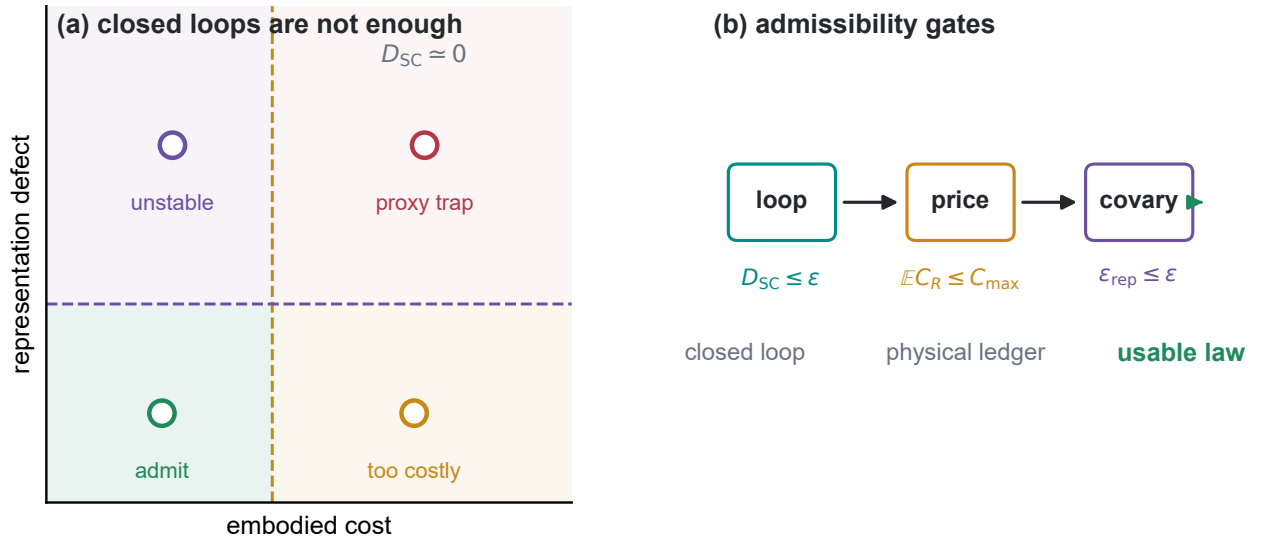 (a) closed loops are not enough
D_SC ≃ 0
representation defect
unstable
proxy trap
admit
too costly
embodied cost
(b) admissibility gates
loop
price
covary
D_SC ≤ ε
𝔼C_R ≤ C_max
ε_rep ≤ ε
closed loop
physical ledger
usable law